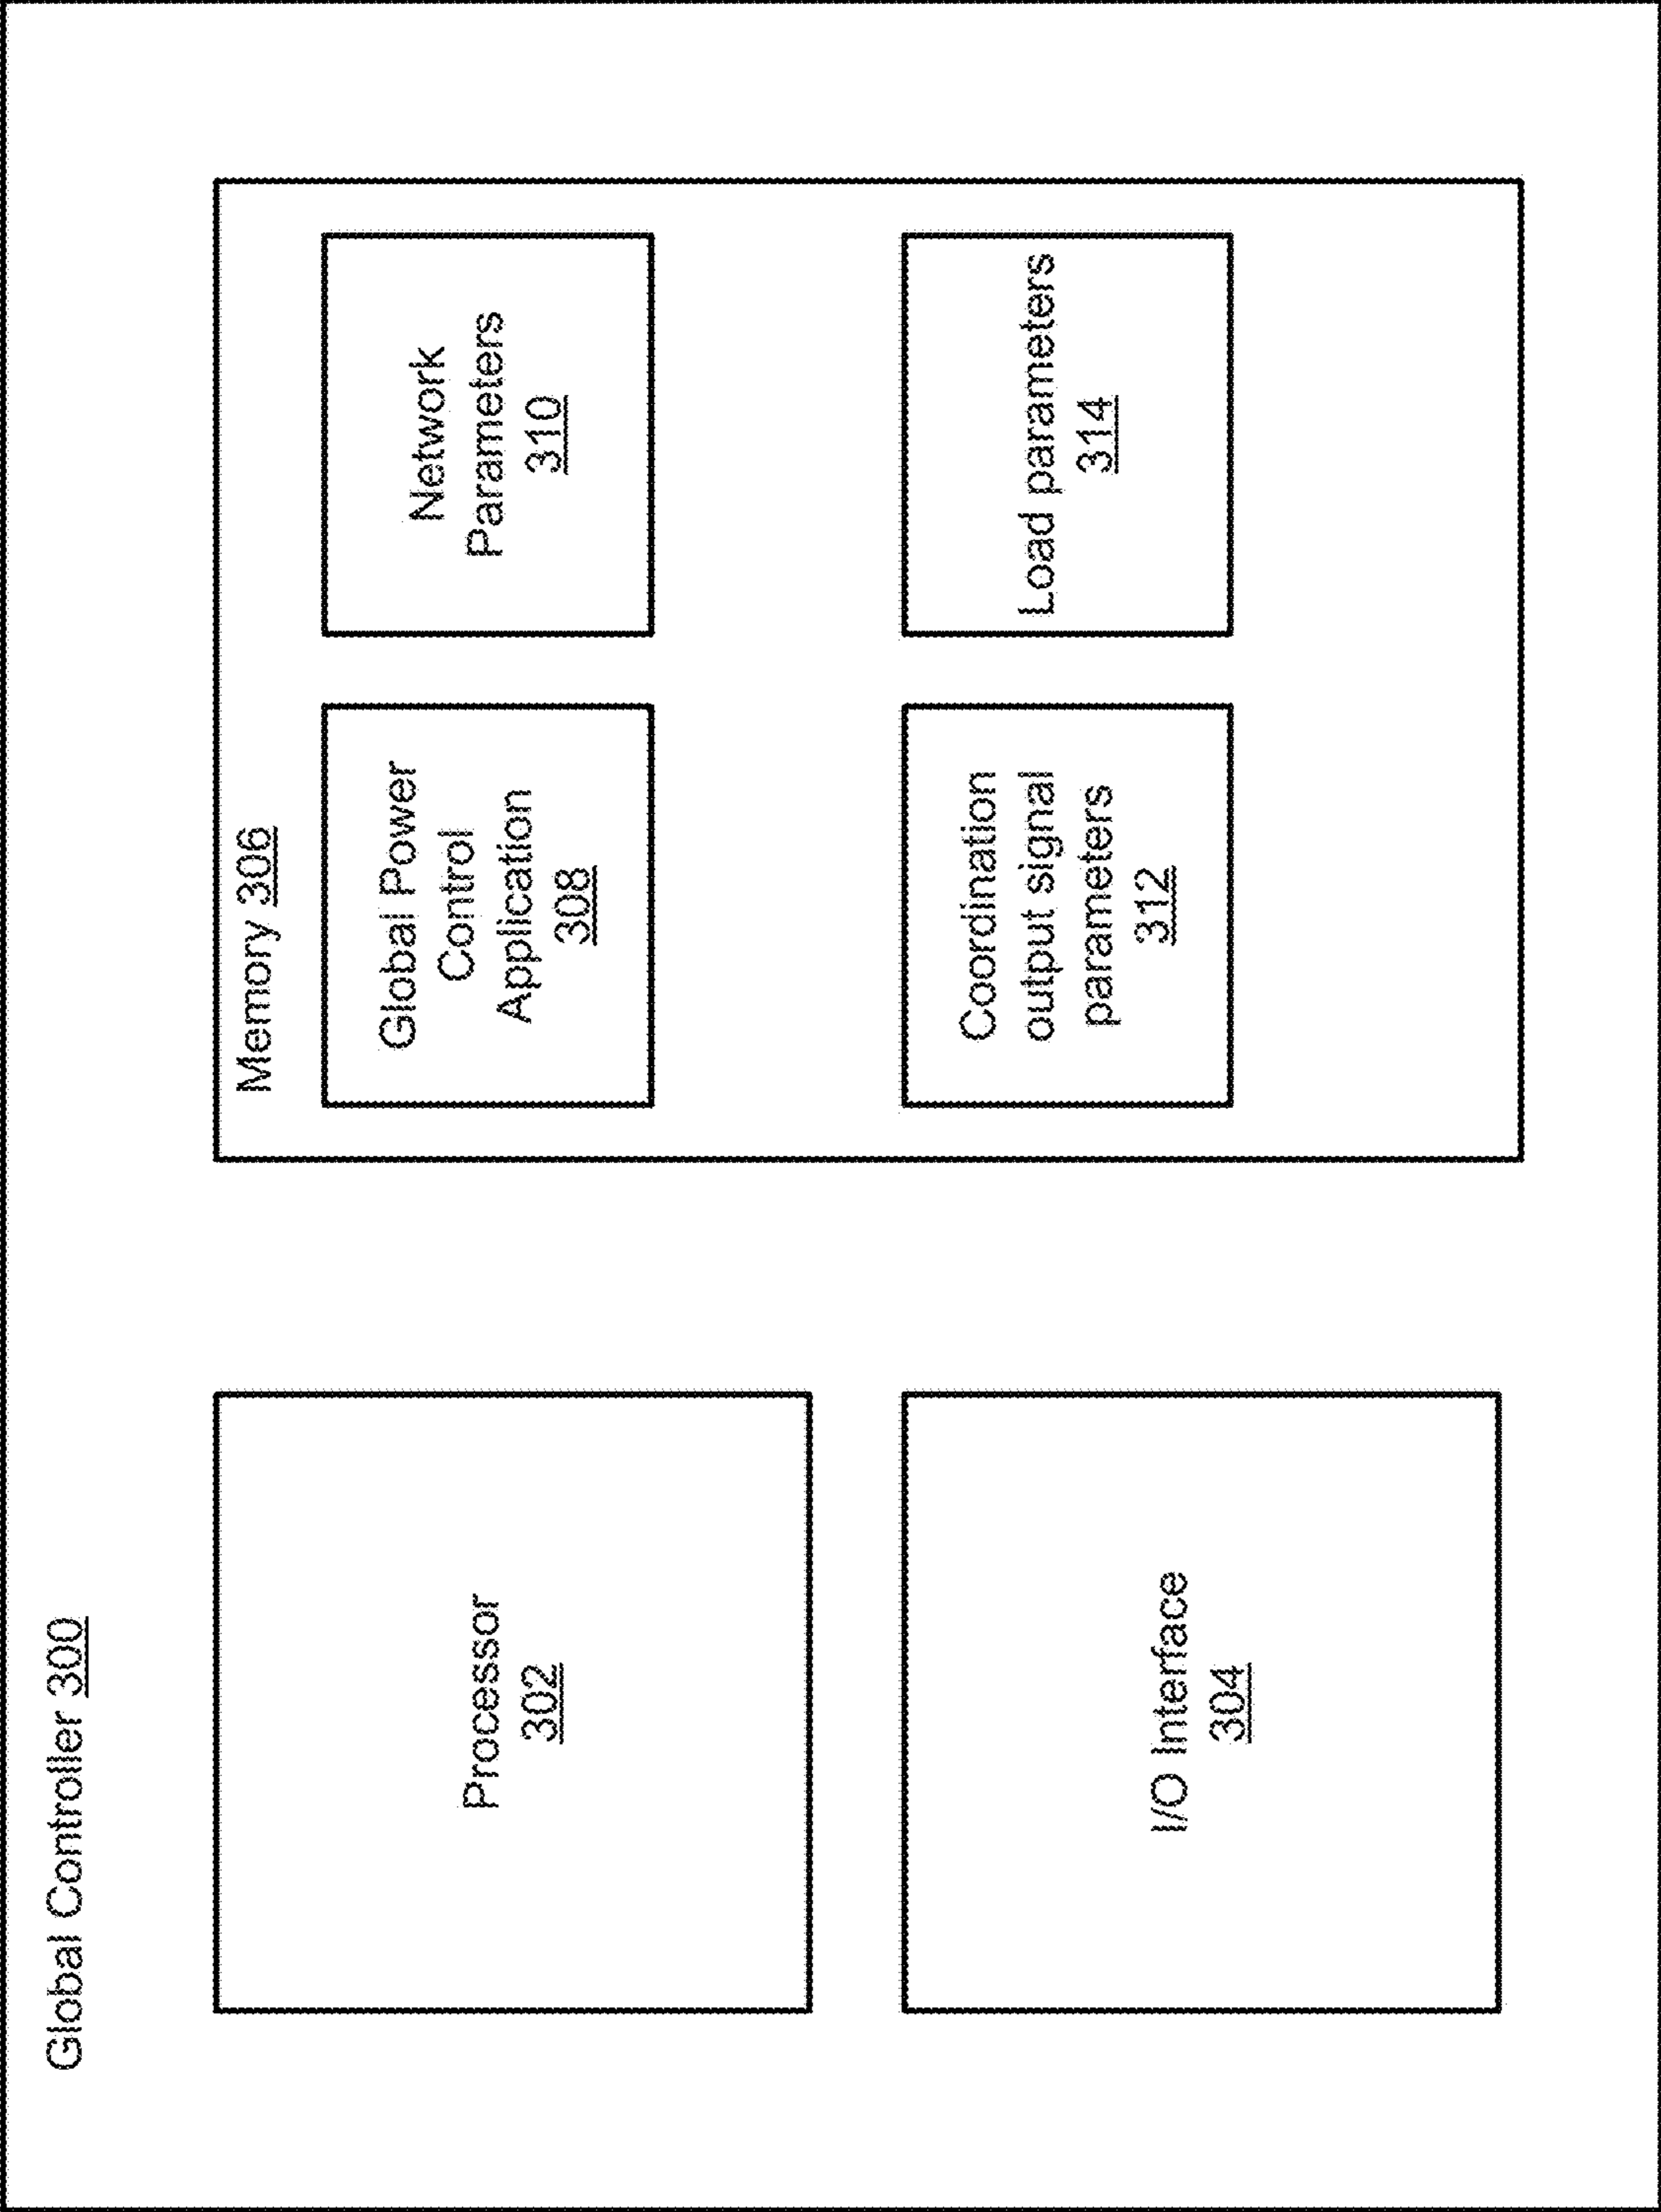 Global Controller 300
Processor
302
I/O Interface
304
Memory 306
Global Power
Control
Application
308
Network
Parameters
310
Coordination
output signal
parameters
312
Load parameters
314